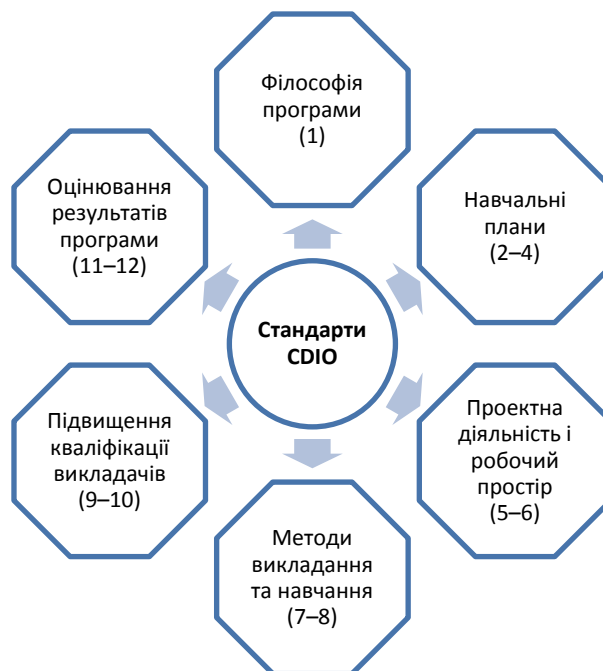 Філософія
програми
(1)
Навчальні
плани
(2–4)
Проектна
діяльність і
робочий
простір
(5–6)
Методи
викладання
та навчання
(7–8)
Підвищення
кваліфікації
викладачів
(9–10)
Оцінювання
результатів
програми
(11–12)
Стандарти
CDIO